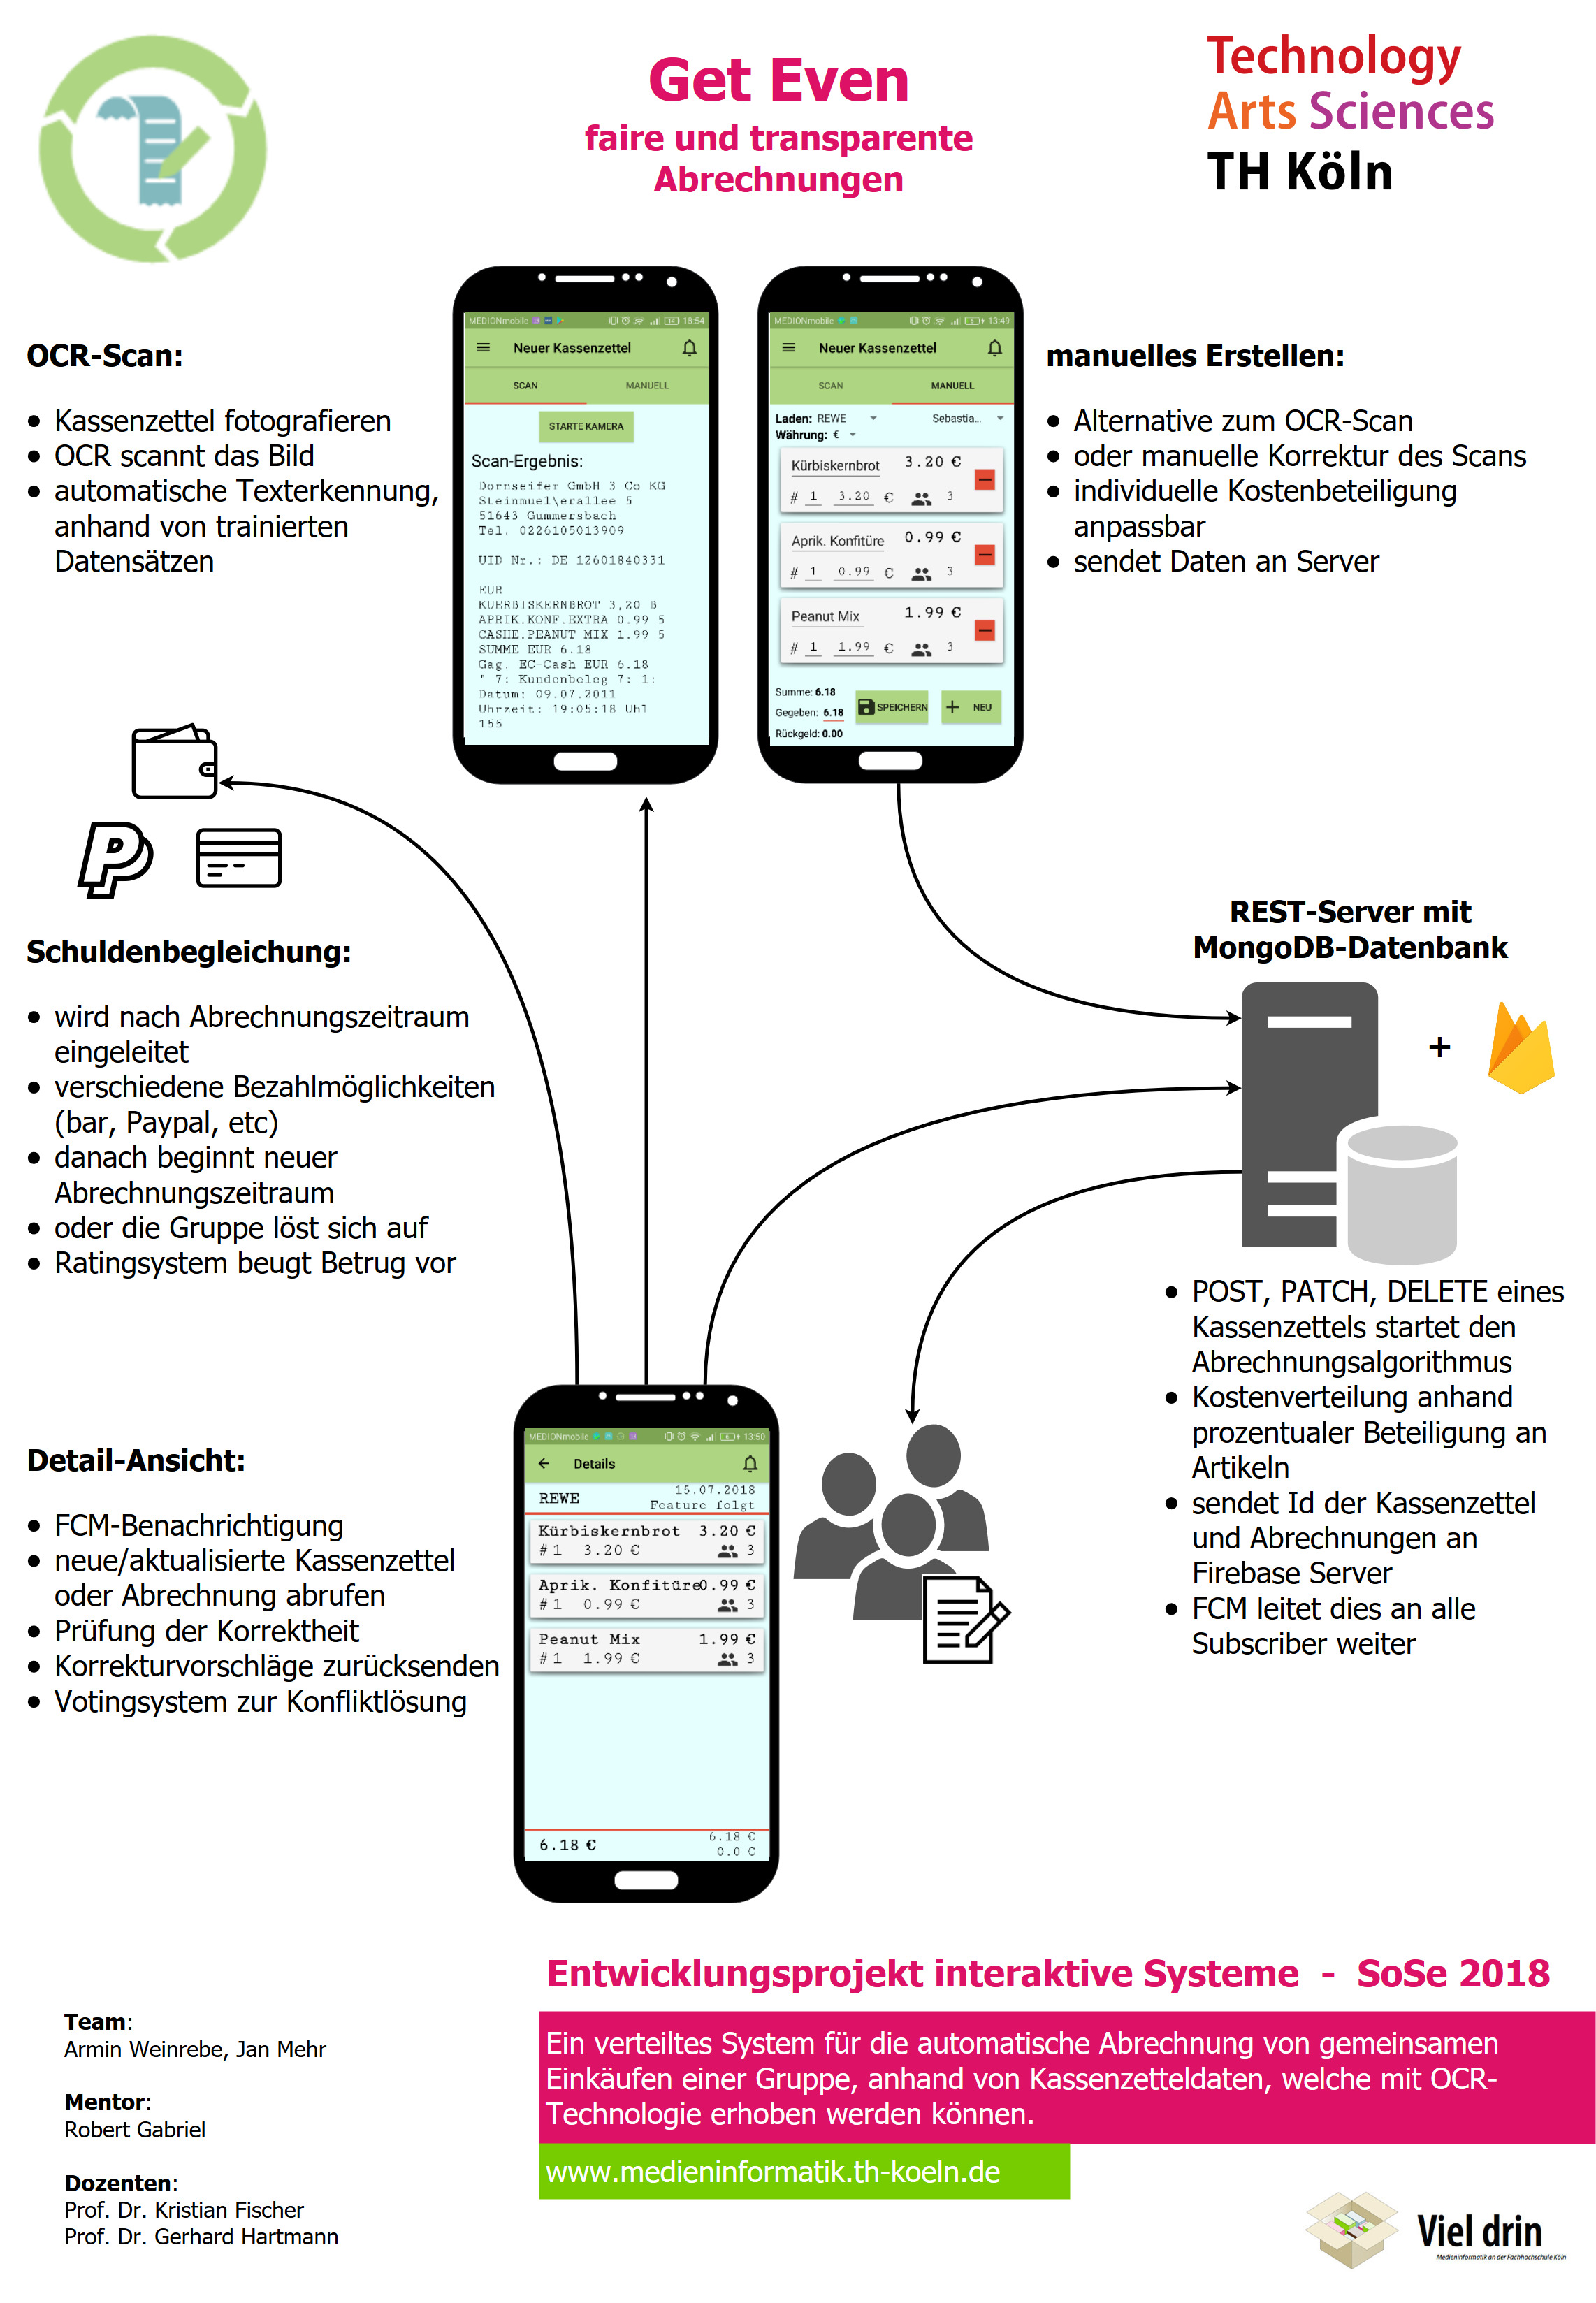 Get Even
faire und transparente
Abrechnungen
Technology
Arts Sciences
TH Köln
OCR-Scan:
• Kassenzettel fotografieren
• OCR scannt das Bild
• automatische Texterkennung,
anhand von trainierten
Datensätzen
MEDIONmobile 18:54
Neuer Kassenzettel
SCAN MANUELL
STARTE KAMERA
Scan-Ergebnis:
Dornseifer GmbH 3 Co KG
Steinmuel\erallee 5
51643 Gummersbach
Tel. 0226105013909
UID Nr.: DE 12601840331
EUR
KUERBISKERNBROT 3,20 B
APRIK.KONF.EXTRA 0.99 5
CASHE.PEANUT MIX 1.99 5
SUMME EUR 6.18
Gag. EC-Cash EUR 6.18
" 7: Kundenbeleg 7: 1:
Datum: 09.07.2011
Uhrzeit: 19:05:18 Uhl
155
MEDIONmobile 13:49
Neuer Kassenzettel
SCAN MANUELL
Laden: REWE Sebastia...
Währung: €
Kürbiskernbrot 3.20 €
# 1 3.20 € 3
Aprik. Konfitüre 0.99 €
# 1 0.99 € 3
Peanut Mix 1.99 €
# 1 1.99 € 3
Summe: 6.18
Gegeben: 6.18
SPEICHERN
NEU
Rückgeld: 0.00
manuelles Erstellen:
• Alternative zum OCR-Scan
• oder manuelle Korrektur des Scans
• individuelle Kostenbeteiligung
anpassbar
• sendet Daten an Server
Schuldenbegleichung:
• wird nach Abrechnungszeitraum
eingeleitet
• verschiedene Bezahlmöglichkeiten
(bar, Paypal, etc)
• danach beginnt neuer
Abrechnungszeitraum
• oder die Gruppe löst sich auf
• Ratingsystem beugt Betrug vor
REST-Server mit
MongoDB-Datenbank
+
• POST, PATCH, DELETE eines
Kassenzettels startet den
Abrechnungsalgorithmus
• Kostenverteilung anhand
prozentualer Beteiligung an
Artikeln
• sendet Id der Kassenzettel
und Abrechnungen an
Firebase Server
• FCM leitet dies an alle
Subscriber weiter
Detail-Ansicht:
• FCM-Benachrichtigung
• neue/aktualisierte Kassenzettel
oder Abrechnung abrufen
• Prüfung der Korrektheit
• Korrekturvorschläge zurücksenden
• Votingsystem zur Konfliktlösung
MEDIONmobile 13:50
Details
REWE 15.07.2018
Feature folgt
Kürbiskernbrot 3.20 €
#1 3.20 € 3
Aprik. Konfitüre 0.99 €
#1 0.99 € 3
Peanut Mix 1.99 €
#1 1.99 € 3
6.18 € 6.18 €
0.0 €
Entwicklungsprojekt interaktive Systeme - SoSe 2018
Ein verteiltes System für die automatische Abrechnung von gemeinsamen
Einkäufen einer Gruppe, anhand von Kassenzetteldaten, welche mit OCR-
Technologie erhoben werden können.
www.medieninformatik.th-koeln.de
Team:
Armin Weinrebe, Jan Mehr
Mentor:
Robert Gabriel
Dozenten:
Prof. Dr. Kristian Fischer
Prof. Dr. Gerhard Hartmann
Viel drin
Medieninformatik an der Fachhochschule Köln